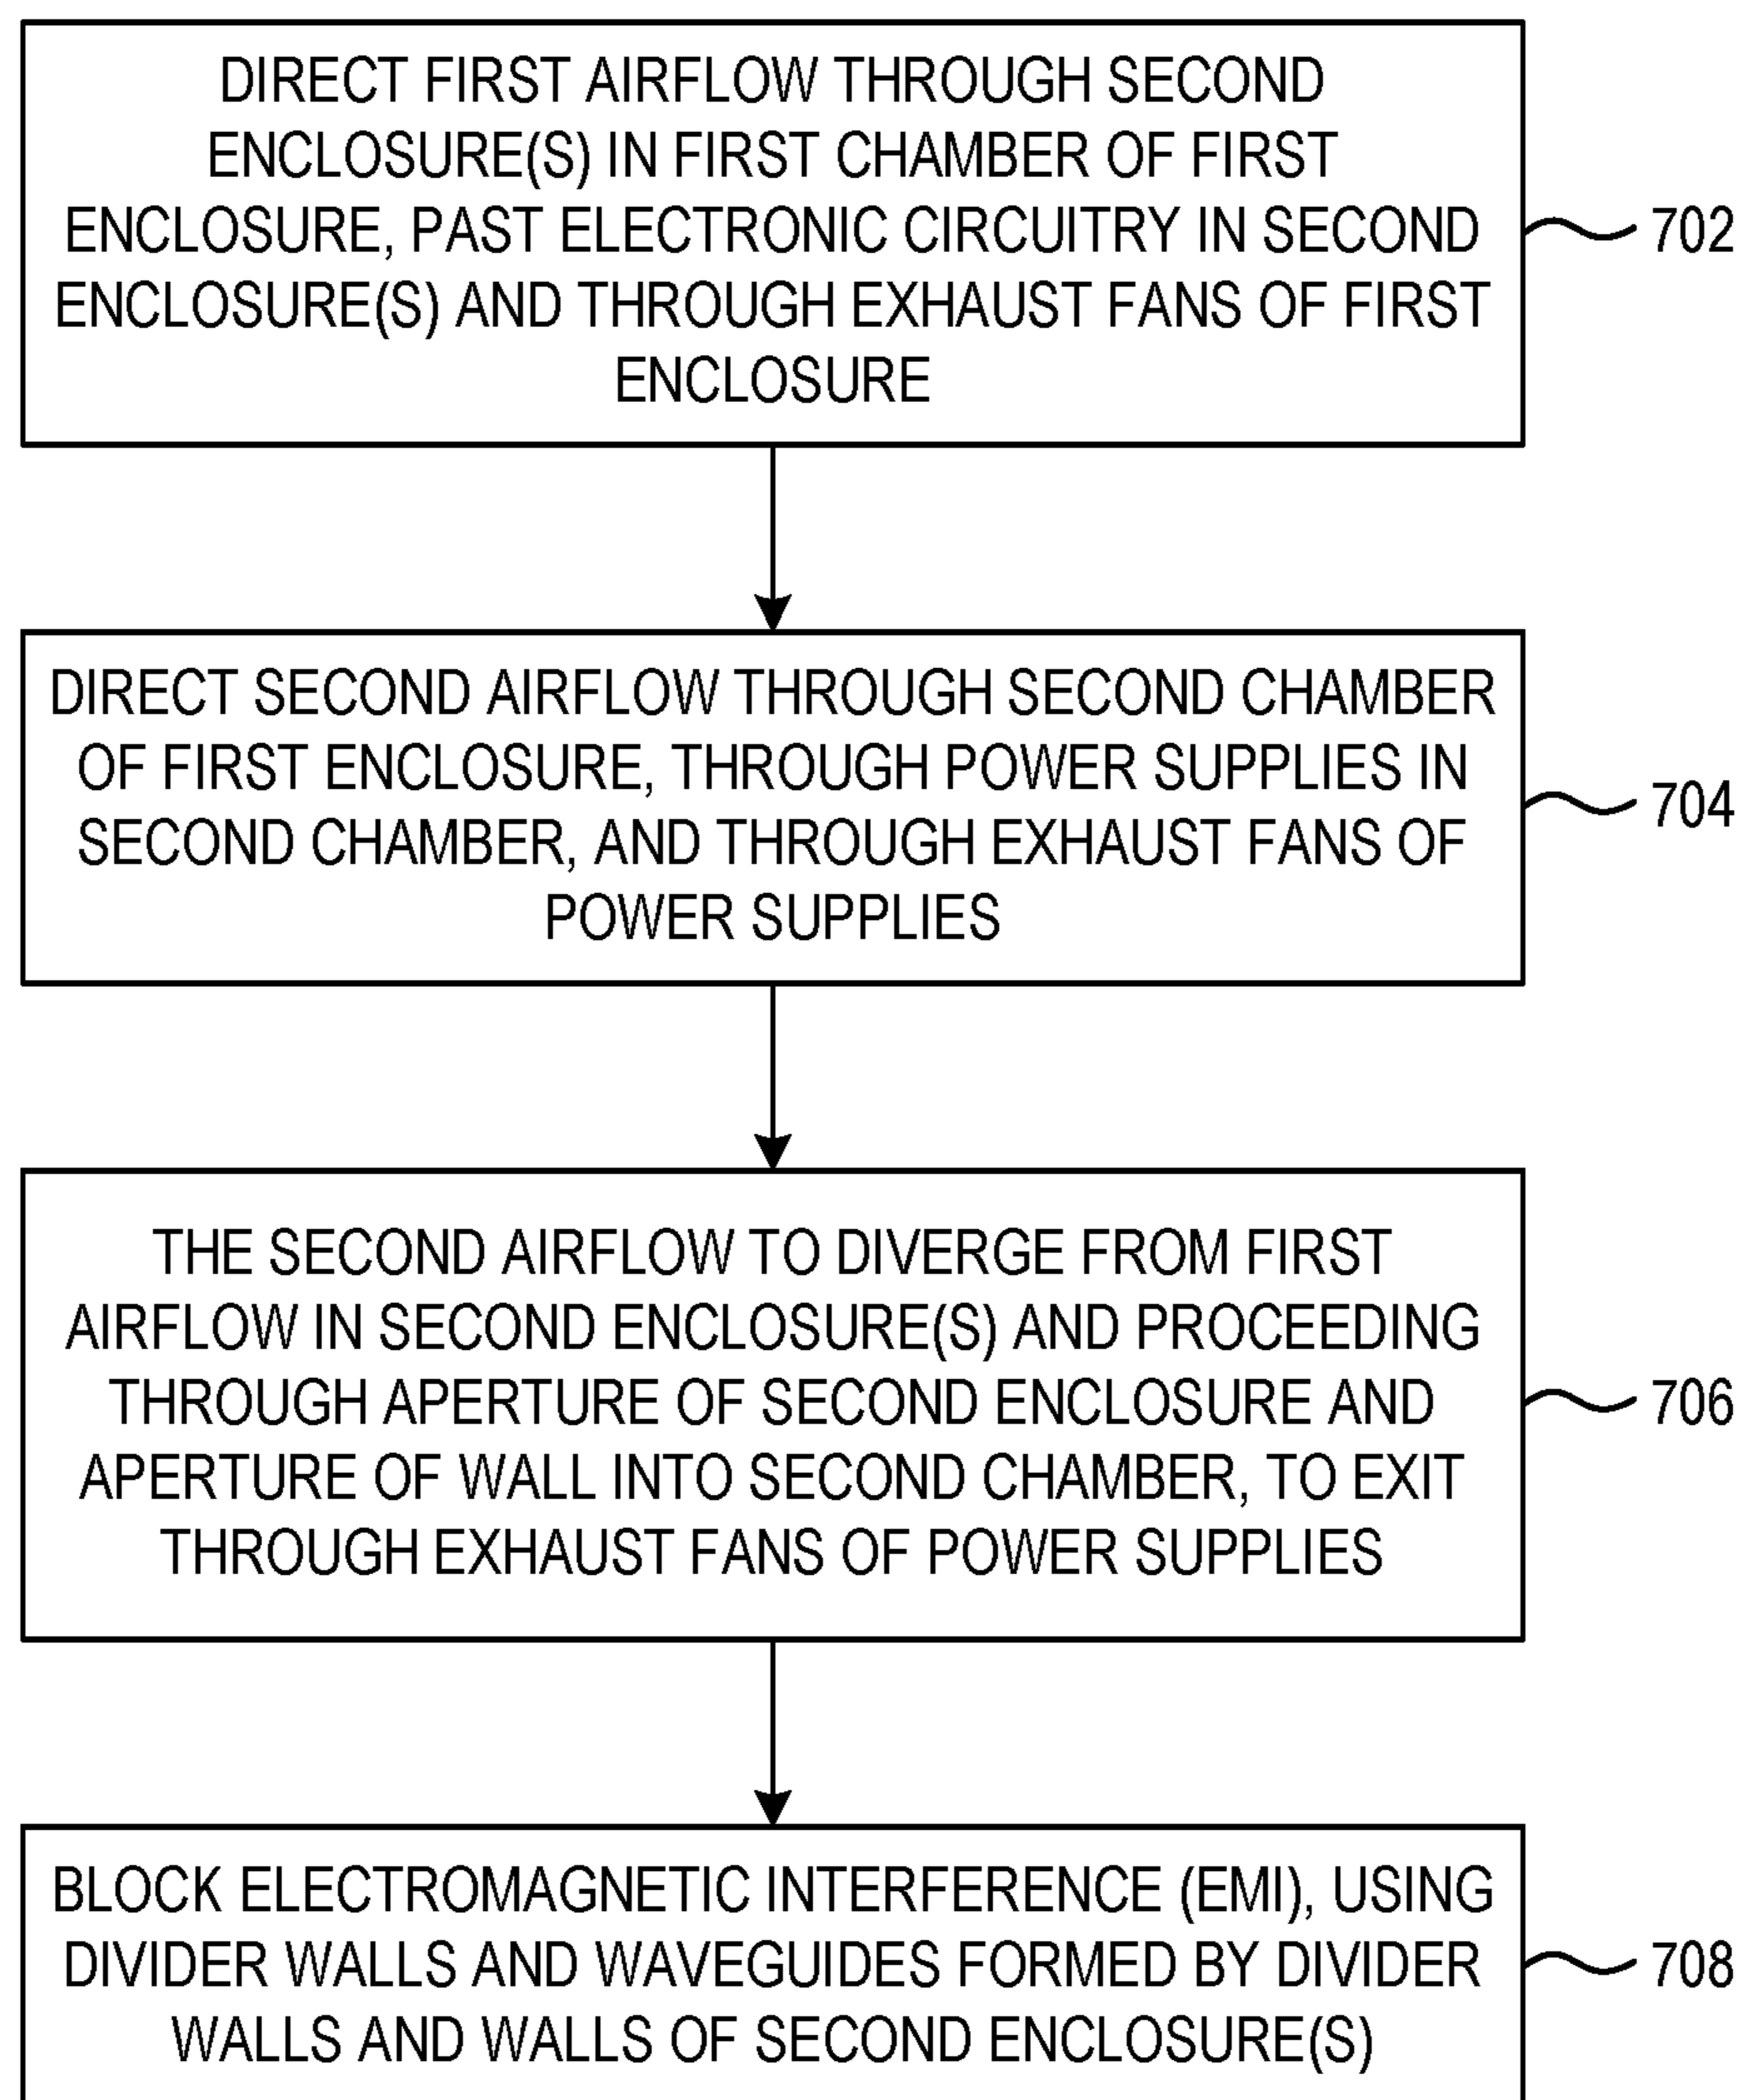 DIRECT FIRST AIRFLOW THROUGH SECOND
ENCLOSURE(S) IN FIRST CHAMBER OF FIRST
ENCLOSURE, PAST ELECTRONIC CIRCUITRY IN SECOND
ENCLOSURE(S) AND THROUGH EXHAUST FANS OF FIRST
ENCLOSURE
702
DIRECT SECOND AIRFLOW THROUGH SECOND CHAMBER
OF FIRST ENCLOSURE, THROUGH POWER SUPPLIES IN
SECOND CHAMBER, AND THROUGH EXHAUST FANS OF
POWER SUPPLIES
704
THE SECOND AIRFLOW TO DIVERGE FROM FIRST
AIRFLOW IN SECOND ENCLOSURE(S) AND PROCEEDING
THROUGH APERTURE OF SECOND ENCLOSURE AND
APERTURE OF WALL INTO SECOND CHAMBER, TO EXIT
THROUGH EXHAUST FANS OF POWER SUPPLIES
706
BLOCK ELECTROMAGNETIC INTERFERENCE (EMI), USING
DIVIDER WALLS AND WAVEGUIDES FORMED BY DIVIDER
WALLS AND WALLS OF SECOND ENCLOSURE(S)
708